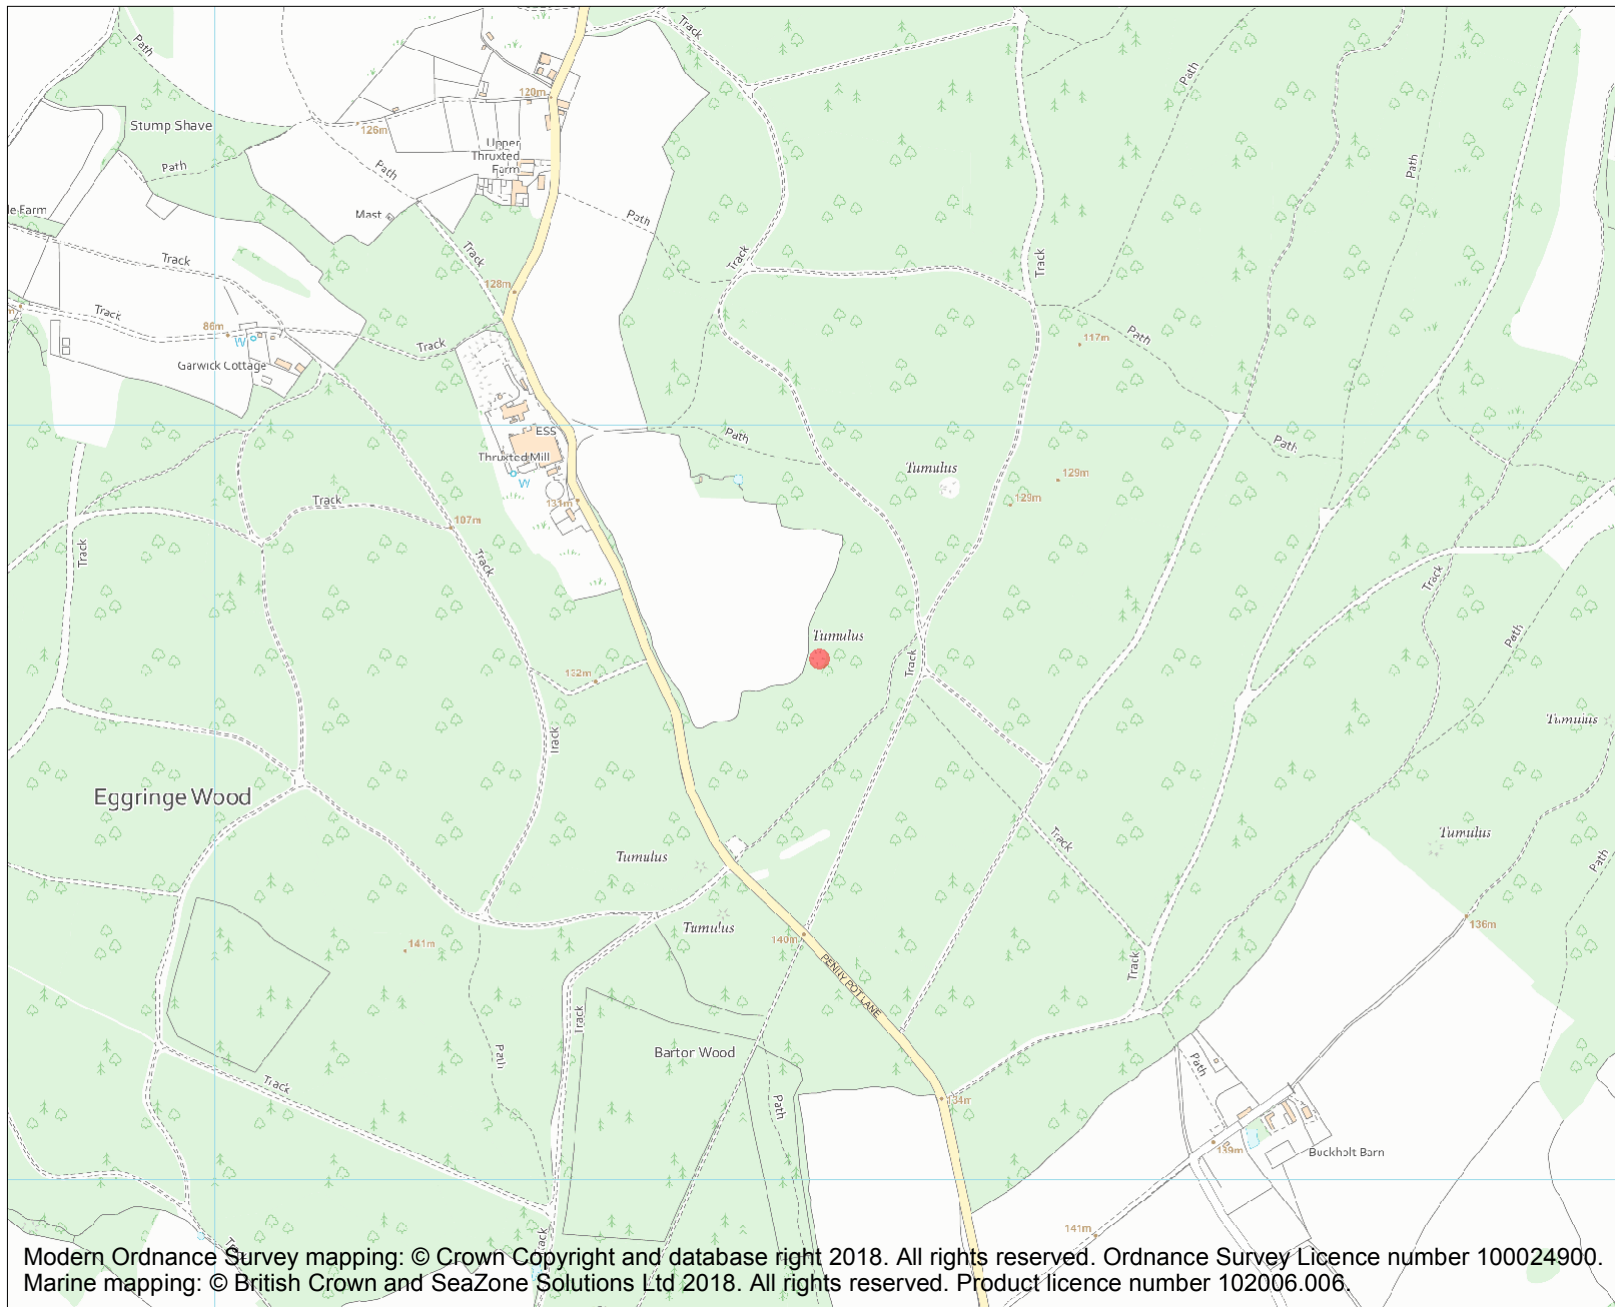 Track
Path
Stump Shave
120m
126m
Path
Path
Upper
Thruxted
Farm
Path
Path
Mast
Path
le Farm
Track
Track
Track
Track
128m
Track
86m
W
Garwick Cottage
Track
117m
Path
ESS
Thruxted Mill
W
Path
Path
Tumulus
129m
129m
131m
Track
107m
Track
Track
Track
Path
Tumulus
Track
132m
Track
Tumulus
Eggringe Wood
Track
Tumulus
Path
Tumulus
Tumulus
136m
141m
140m
PENNY POT LANE
Track
Track
Path
Bartor Wood
Path
Track
Path
134m
139m
Buckholt Barn
141m
Track
Modern Ordnance Survey mapping: © Crown Copyright and database right 2018. All rights reserved. Ordnance Survey Licence number 100024900.
Marine mapping: © British Crown and SeaZone Solutions Ltd 2018. All rights reserved. Product licence number 102006.006.